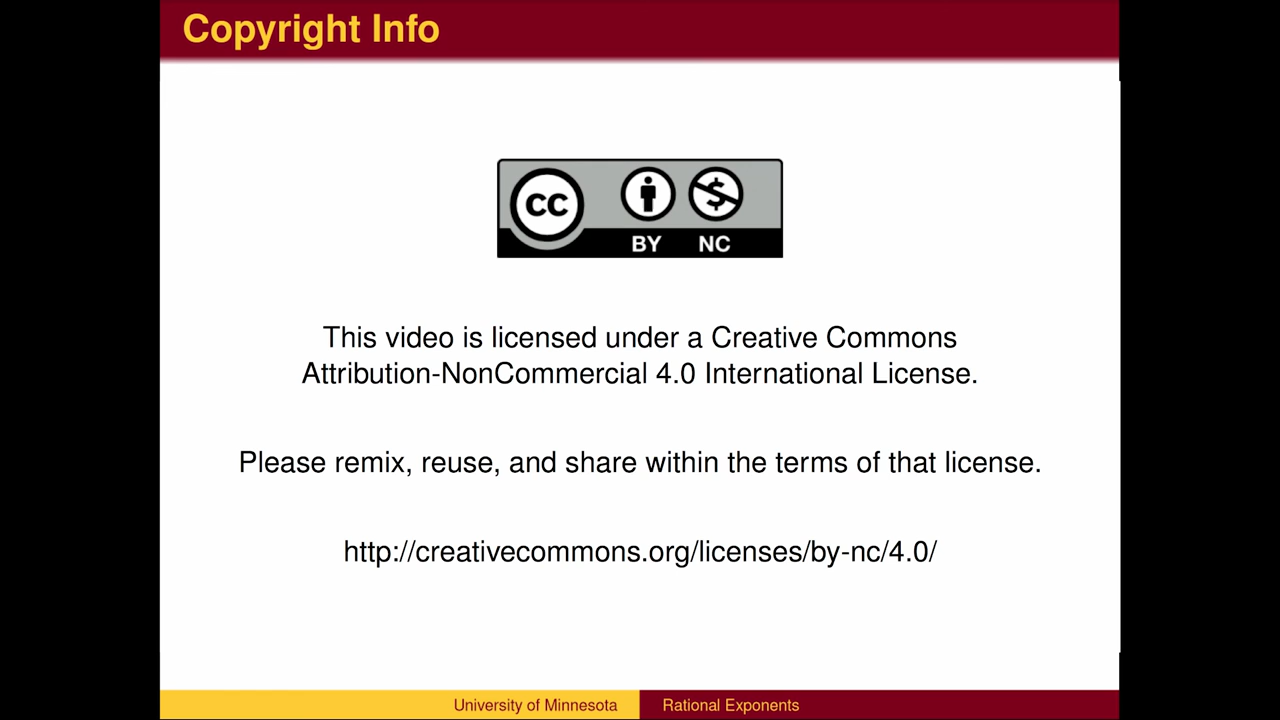 Copyright Info
CC
BY NC
This video is licensed under a Creative Commons
Attribution-NonCommercial 4.0 International License.
Please remix, reuse, and share within the terms of that license.
http://creativecommons.org/licenses/by-nc/4.0/
University of Minnesota Rational Exponents